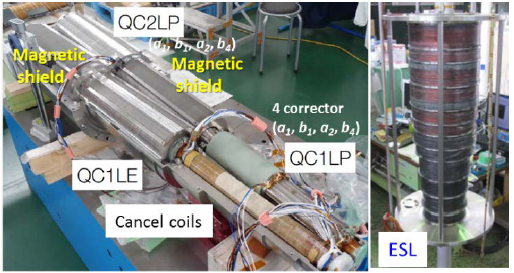 QC2LP
(a₁, b₁, a₂, b₄)
Magnetic
shield
Magnetic
shield
4 corrector
(a₁, b₁, a₂, b₄)
QC1LP
QC1LE
Cancel coils
ESL